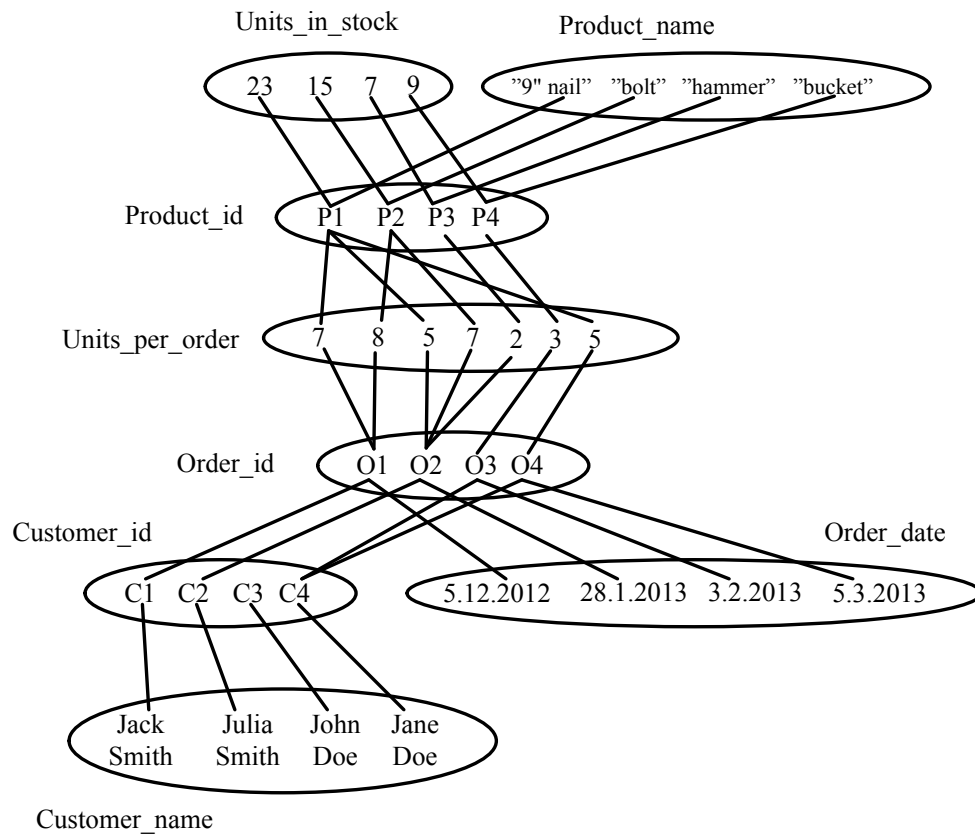 Units_in_stock
Product_name
23 15 7 9
”9" nail” ”bolt” ”hammer” ”bucket”
Product_id
P1 P2 P3 P4
Units_per_order
7 8 5 7 2 3 5
Order_id
O1 O2 O3 O4
Customer_id
Order_date
C1 C2 C3 C4
5.12.2012 28.1.2013 3.2.2013 5.3.2013
Jack Julia John Jane
Smith Smith Doe Doe
Customer_name